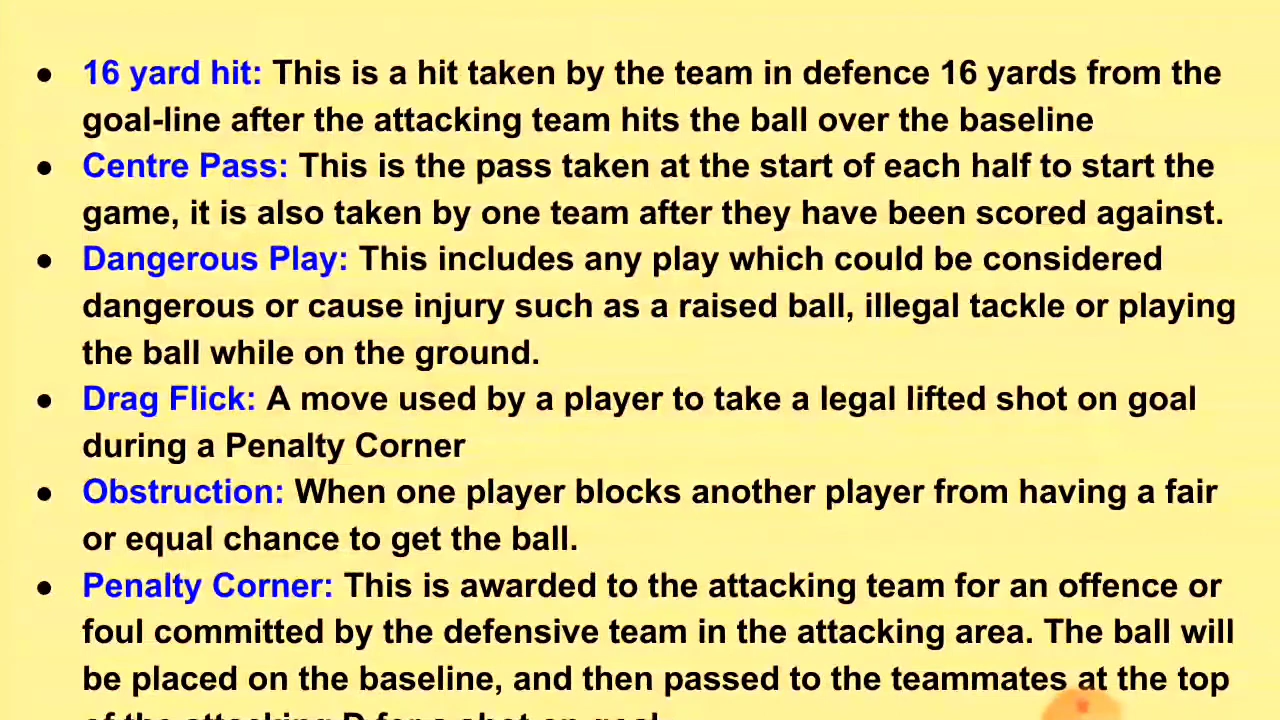 ● 16 yard hit: This is a hit taken by the team in defence 16 yards from the
goal-line after the attacking team hits the ball over the baseline
● Centre Pass: This is the pass taken at the start of each half to start the
game, it is also taken by one team after they have been scored against.
● Dangerous Play: This includes any play which could be considered
dangerous or cause injury such as a raised ball, illegal tackle or playing
the ball while on the ground.
● Drag Flick: A move used by a player to take a legal lifted shot on goal
during a Penalty Corner
● Obstruction: When one player blocks another player from having a fair
or equal chance to get the ball.
● Penalty Corner: This is awarded to the attacking team for an offence or
foul committed by the defensive team in the attacking area. The ball will
be placed on the baseline, and then passed to the teammates at the top
of the attacking D for a shot on goal